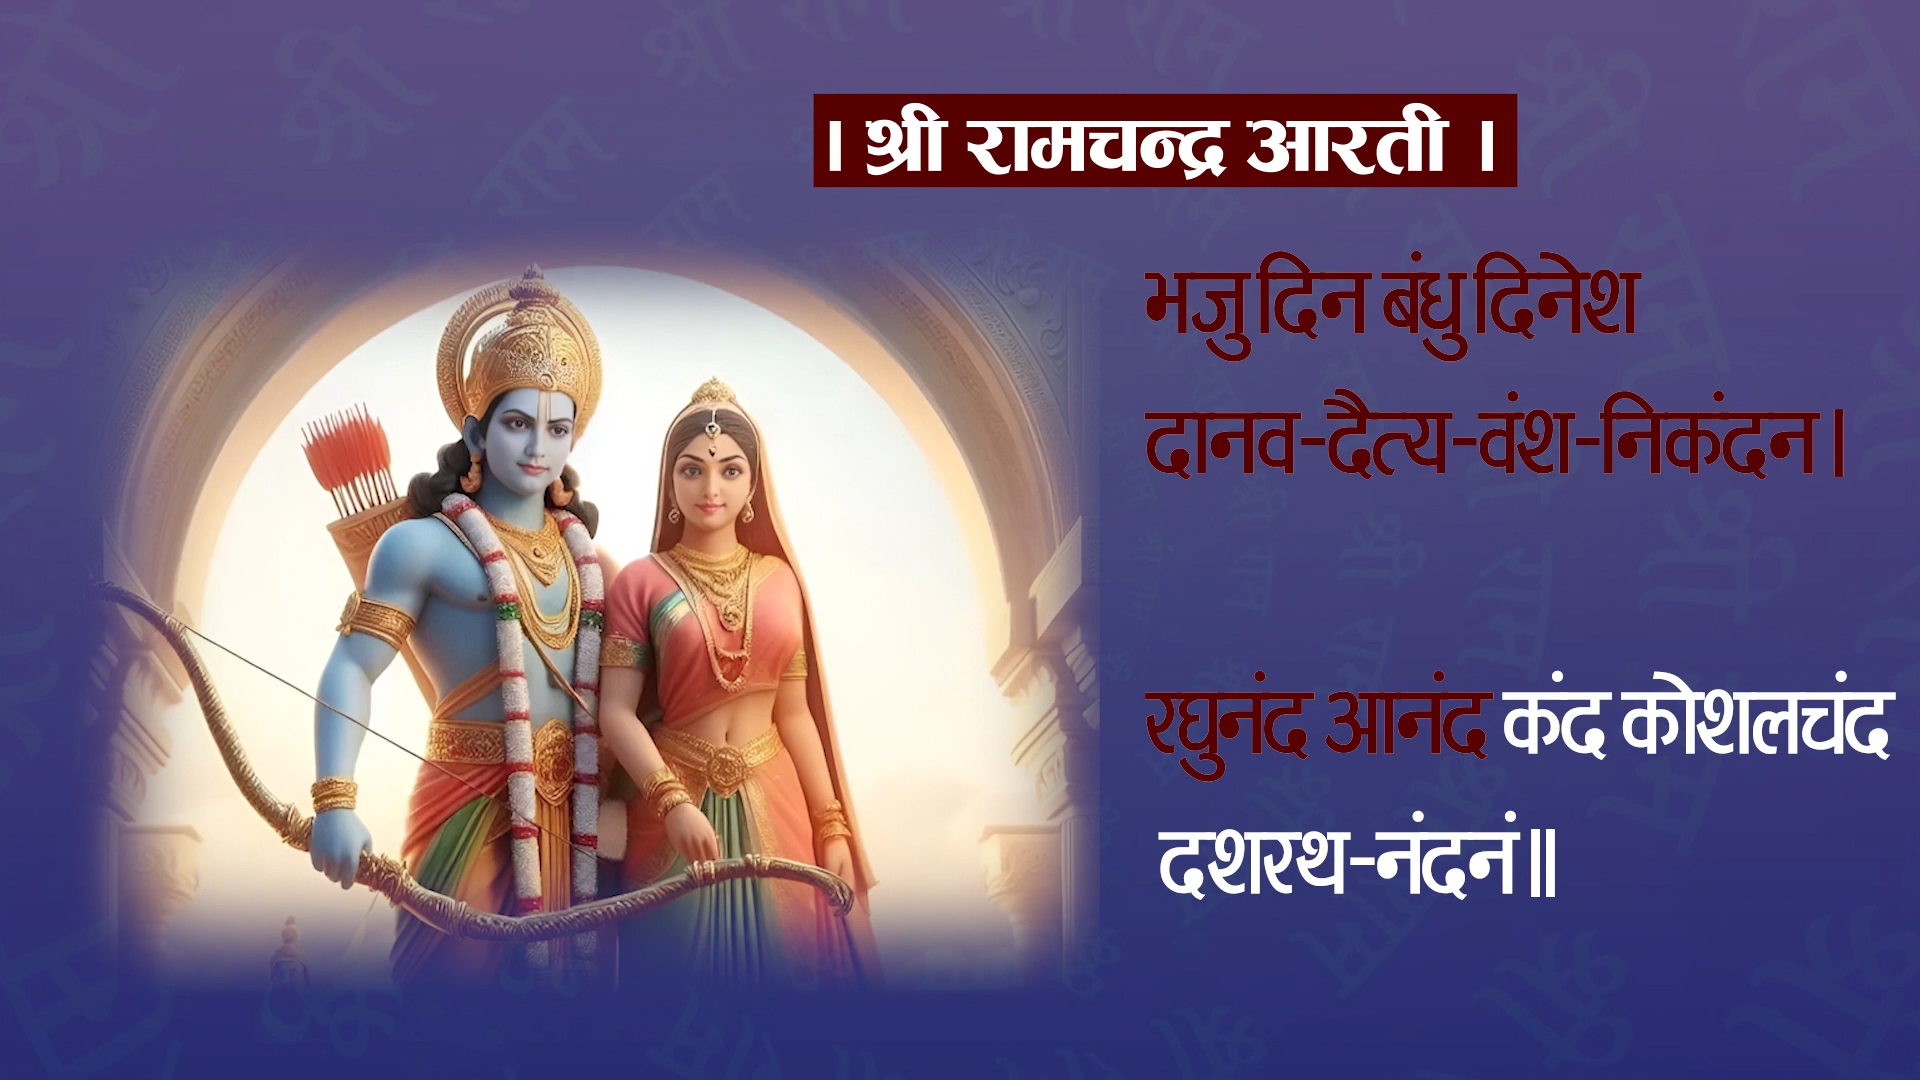 । श्री रामचन्द्र आरती ।
भजु दिन बंधु दिनेश
दानव-दैत्य-वंश-निकंदन।
रघुनंद आनंद कंद कोशलचंद
दशरथ-नंदनं॥